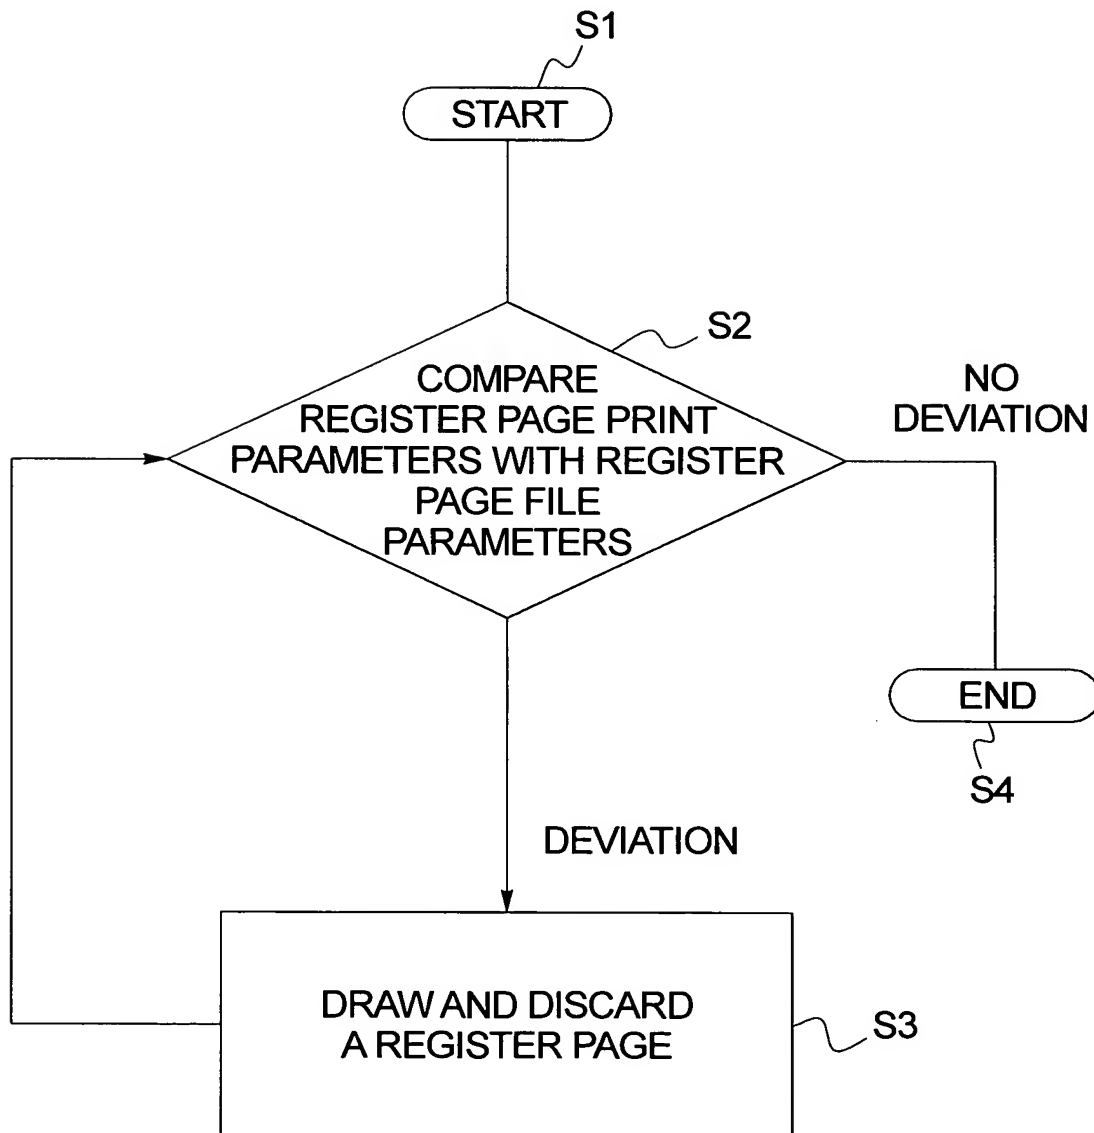 S1
START
S2
COMPARE
REGISTER PAGE PRINT
PARAMETERS WITH REGISTER
PAGE FILE
PARAMETERS
NO
DEVIATION
END
S4
DEVIATION
DRAW AND DISCARD
A REGISTER PAGE
S3